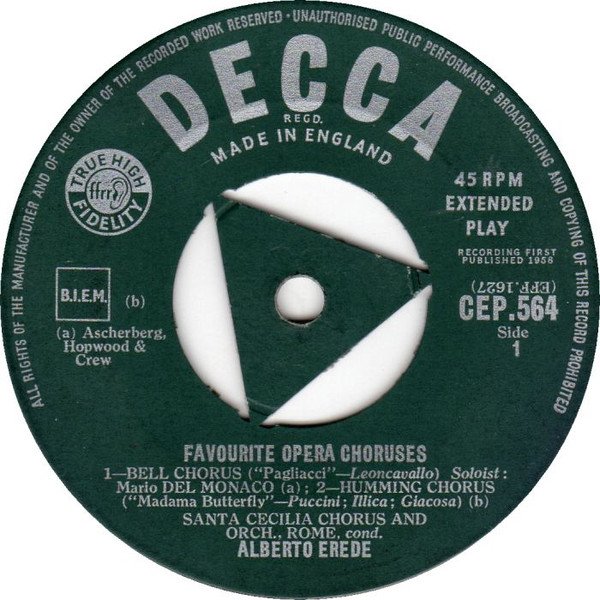 ALL RIGHTS OF THE MANUFACTURER AND OF THE OWNER OF THE RECORDED WORK RESERVED · UNAUTHORISED PUBLIC PERFORMANCE BROADCASTING AND COPYING OF THIS RECORD PROHIBITED
DECCA
REGD.
MADE IN ENGLAND
TRUE HIGH
ffrr
FIDELITY
45 RPM
EXTENDED
PLAY
RECORDING FIRST
PUBLISHED 1958
(EFF.1627)
CEP.564
Side
1
B.I.E.M. (b)
(a) Ascherberg,
Hopwood &
Crew
FAVOURITE OPERA CHORUSES
1—BELL CHORUS ("Pagliacci"—Leoncavallo) Soloist:
Mario DEL MONACO (a); 2—HUMMING CHORUS
("Madama Butterfly"—Puccini; Illica; Giacosa) (b)
SANTA CECILIA CHORUS AND
ORCH., ROME, cond.
ALBERTO EREDE